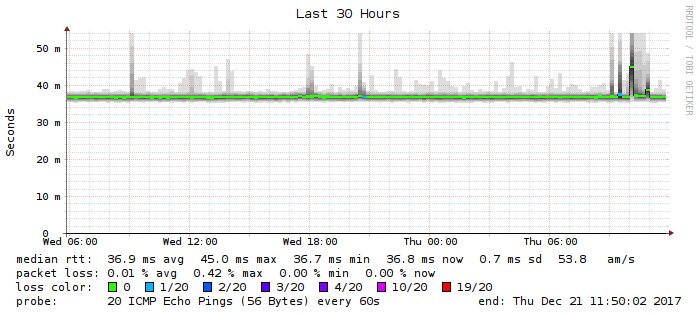 Last 30 Hours
RRDTOOL / TOBI OETIKER
Seconds
50 m
40 m
30 m
20 m
10 m
0
Wed 06:00 Wed 12:00 Wed 18:00 Thu 00:00 Thu 06:00
median rtt: 36.9 ms avg 45.0 ms max 36.7 ms min 36.8 ms now 0.7 ms sd 53.8 am/s
packet loss: 0.01 % avg 0.42 % max 0.00 % min 0.00 % now
loss color: 0 1/20 2/20 3/20 4/20 10/20 19/20
probe: 20 ICMP Echo Pings (56 Bytes) every 60s end: Thu Dec 21 11:50:02 2017